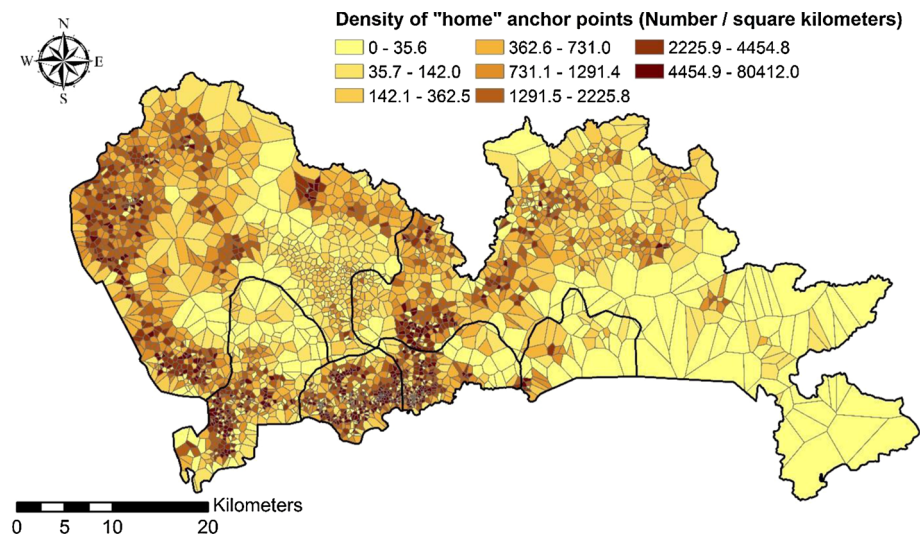 Density of "home" anchor points (Number / square kilometers)
0 - 35.6 362.6 - 731.0 2225.9 - 4454.8
35.7 - 142.0 731.1 - 1291.4 4454.9 - 80412.0
142.1 - 362.5 1291.5 - 2225.8
N
W E
S
Kilometers
0 5 10 20